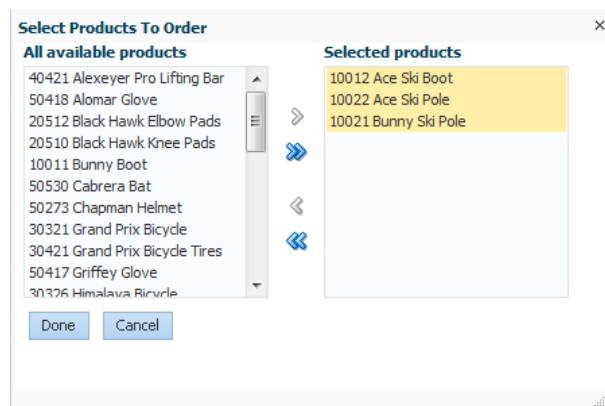 Select Products To Order
All available products
40421 Alexeyer Pro Lifting Bar
50418 Alomar Glove
20512 Black Hawk Elbow Pads
20510 Black Hawk Knee Pads
10011 Bunny Boot
50530 Cabrera Bat
50273 Chapman Helmet
30321 Grand Prix Bicycle
30421 Grand Prix Bicycle Tires
50417 Griffey Glove
30326 Himalaya Bicycle
Selected products
10012 Ace Ski Boot
10022 Ace Ski Pole
10021 Bunny Ski Pole
Done
Cancel